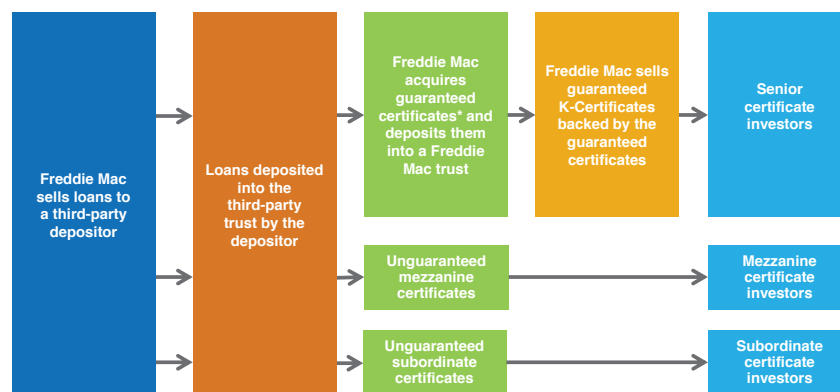 Freddie Mac
sells loans to
a third-party
depositor
Loans deposited
into the
third-party
trust by the
depositor
Freddie Mac
acquires
guaranteed
certificates* and
deposits them
into a Freddie
Mac trust
Freddie Mac sells
guaranteed
K-Certificates
backed by the
guaranteed
certificates
Senior
certificate
investors
Unguaranteed
mezzanine
certificates
Mezzanine
certificate
investors
Unguaranteed
subordinate
certificates
Subordinate
certificate
investors